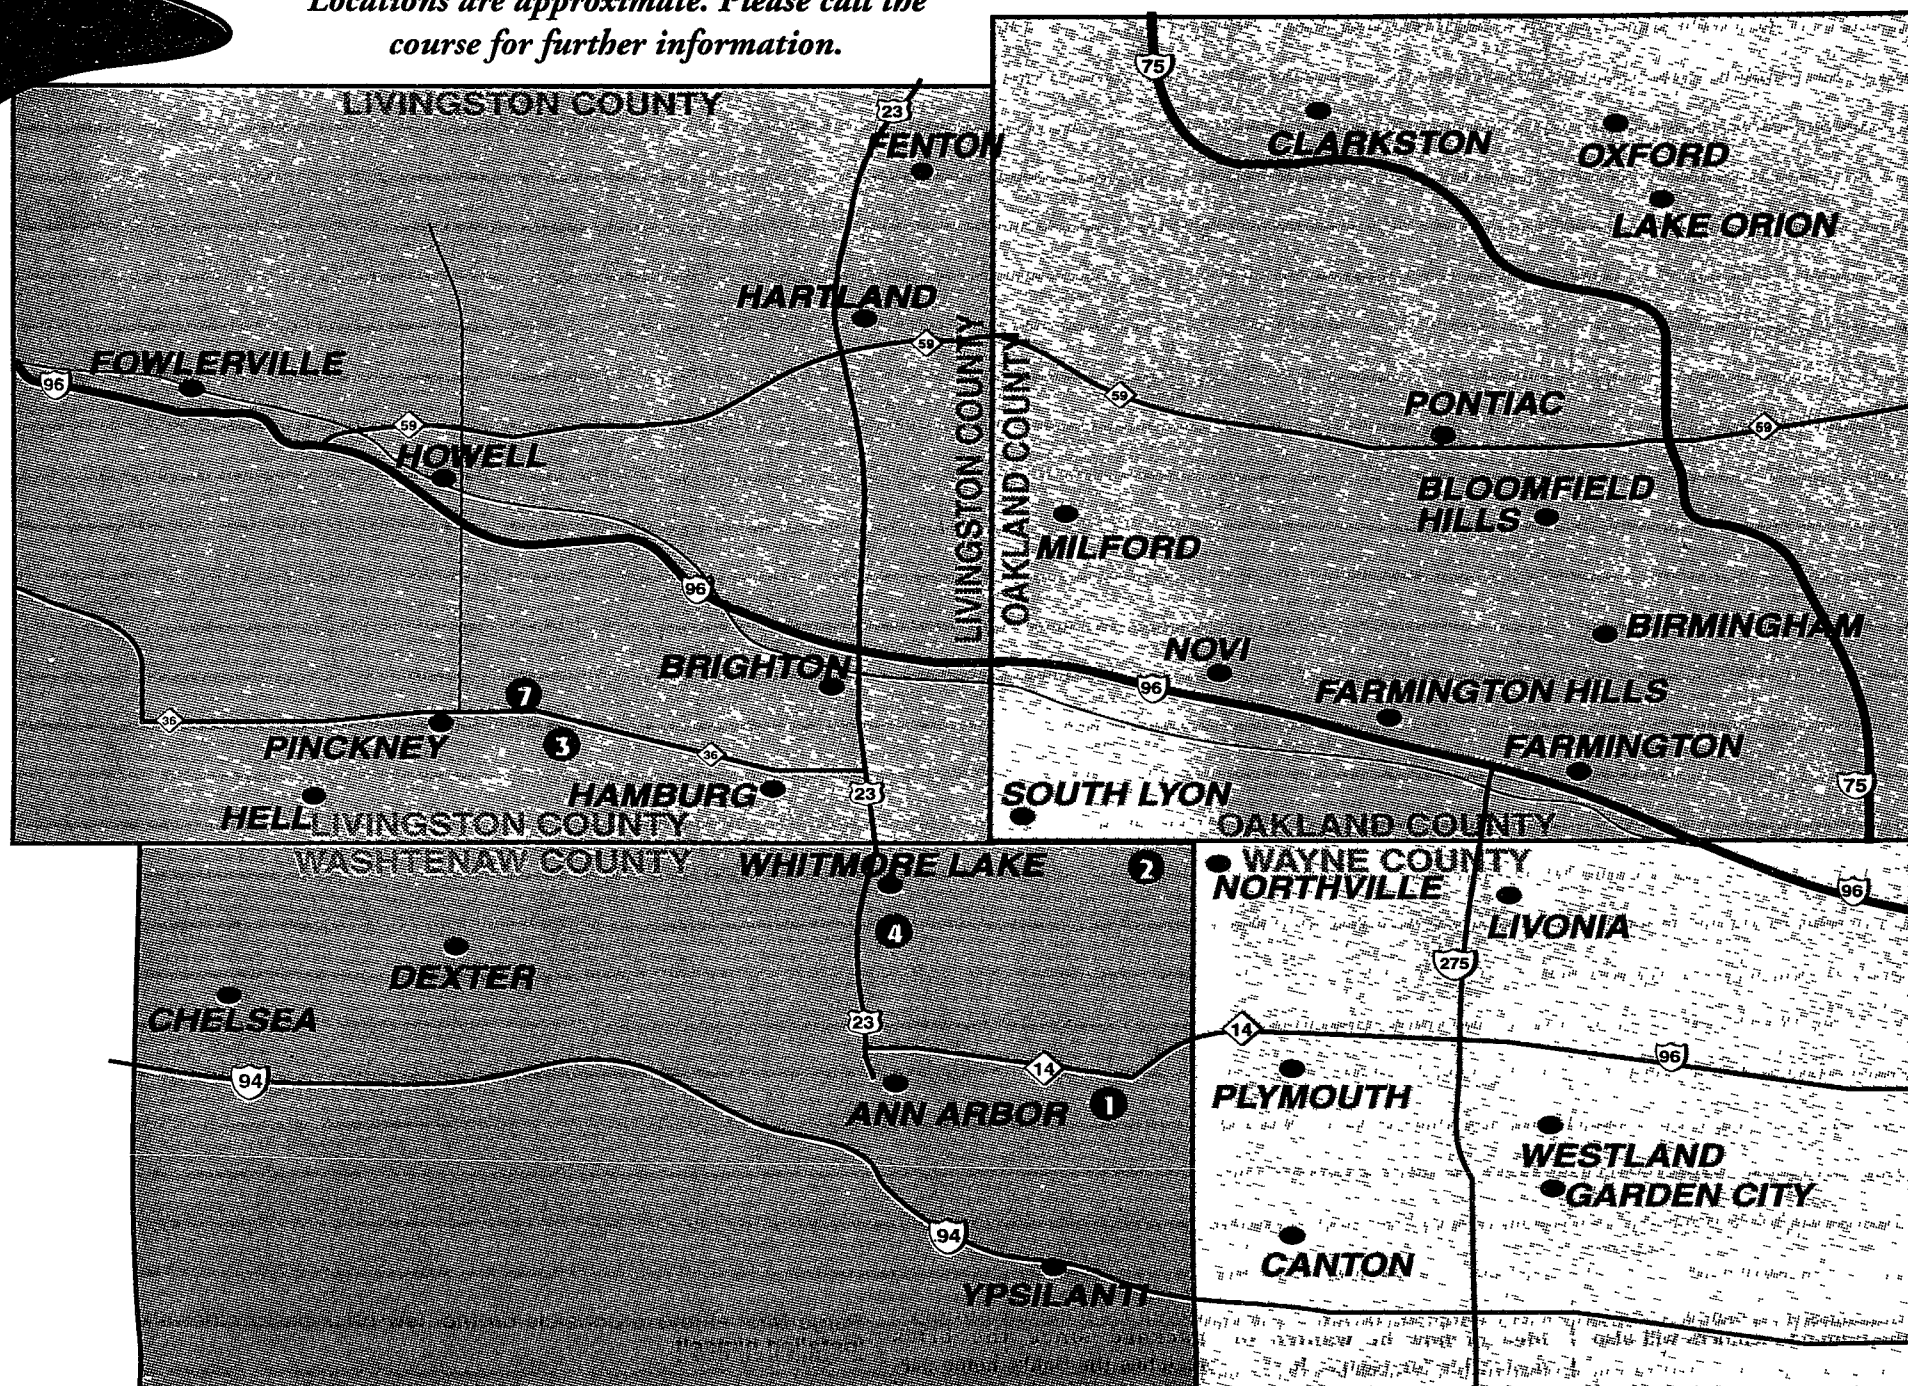 Locations are approximate. Please call the
course for further information.
75
LIVINGSTON COUNTY
23
FENTON
CLARKSTON
OXFORD
LAKE ORION
HARTLAND
59
LIVINGSTON COUNTY
OAKLAND COUNTY
FOWLERVILLE
96
59
59
PONTIAC
59
HOWELL
BLOOMFIELD
HILLS
MILFORD
96
BIRMINGHAM
NOVI
BRIGHTON
96
FARMINGTON HILLS
7
36
PINCKNEY
3
36
FARMINGTON
HAMBURG
23
SOUTH LYON
75
HELL
LIVINGSTON COUNTY
OAKLAND COUNTY
WASHTENAW COUNTY
WHITMORE LAKE
2
WAYNE COUNTY
NORTHVILLE
96
LIVONIA
4
DEXTER
275
CHELSEA
23
14
94
14
96
ANN ARBOR
1
PLYMOUTH
WESTLAND
GARDEN CITY
94
CANTON
YPSILANTI